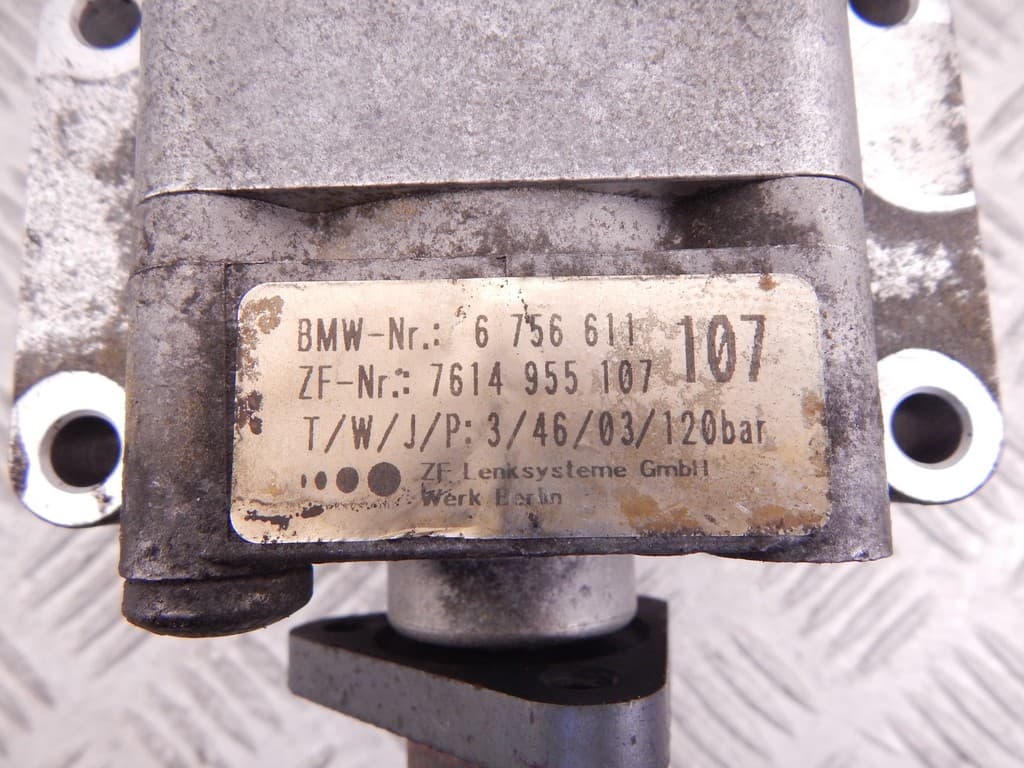 BMW-Nr.: 6 756 611 107
ZF-Nr.: 7614 955 107
T/W/J/P: 3/46/03/120bar
ZF Lenksysteme GmbH
Werk Berlin